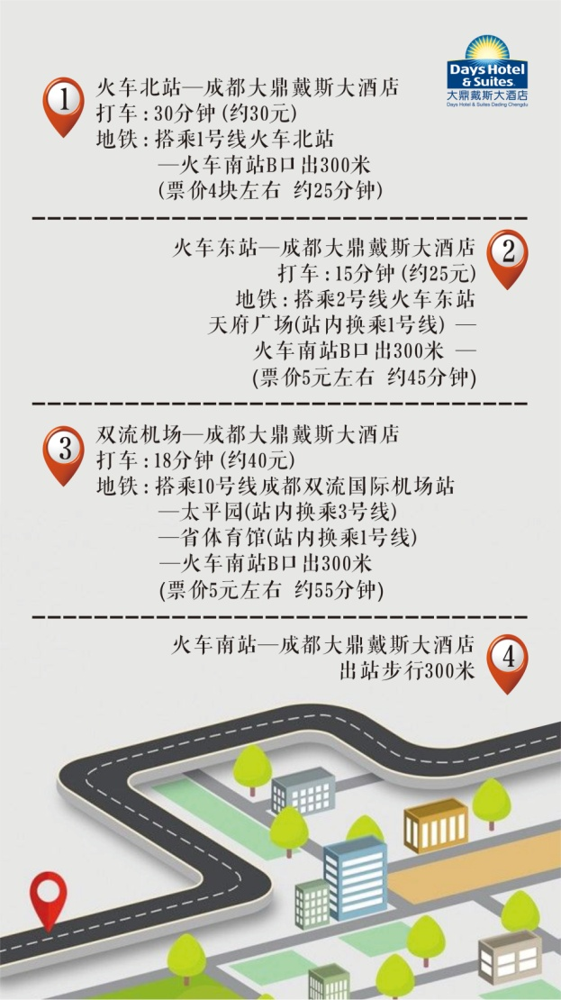 Days Hotel
& Suites
大鼎戴斯大酒店
Days Hotel & Suites Dading Chengdu
1
火车北站—成都大鼎戴斯大酒店
打车:30分钟 (约30元)
地铁:搭乘1号线火车北站
—火车南站B口出300米
(票价4块左右 约25分钟)
2
火车东站—成都大鼎戴斯大酒店
打车:15分钟 (约25元)
地铁:搭乘2号线火车东站
天府广场(站内换乘1号线) —
火车南站B口出300米 —
(票价5元左右 约45分钟)
3
双流机场—成都大鼎戴斯大酒店
打车:18分钟 (约40元)
地铁:搭乘10号线成都双流国际机场站
—太平园(站内换乘3号线)
—省体育馆(站内换乘1号线)
—火车南站B口出300米
(票价5元左右 约55分钟)
4
火车南站—成都大鼎戴斯大酒店
出站步行300米